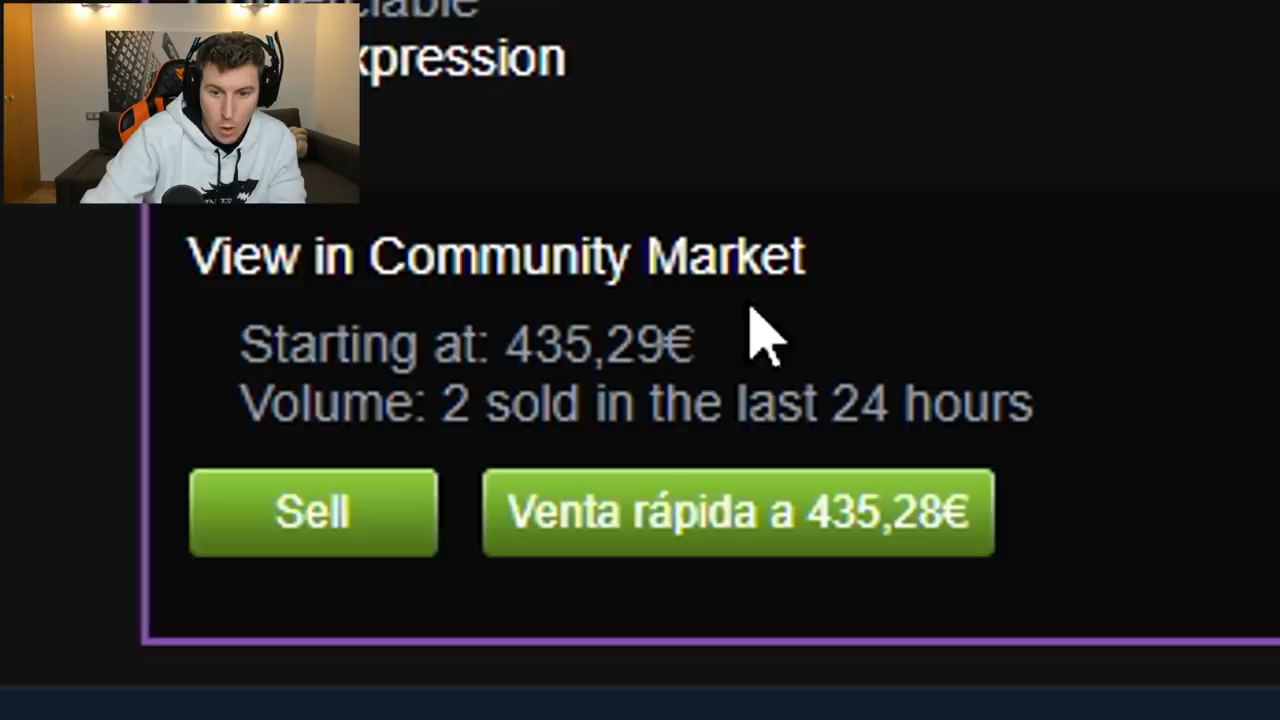 xpression
View in Community Market
Starting at: 435,29€
Volume: 2 sold in the last 24 hours
Sell
Venta rápida a 435,28€